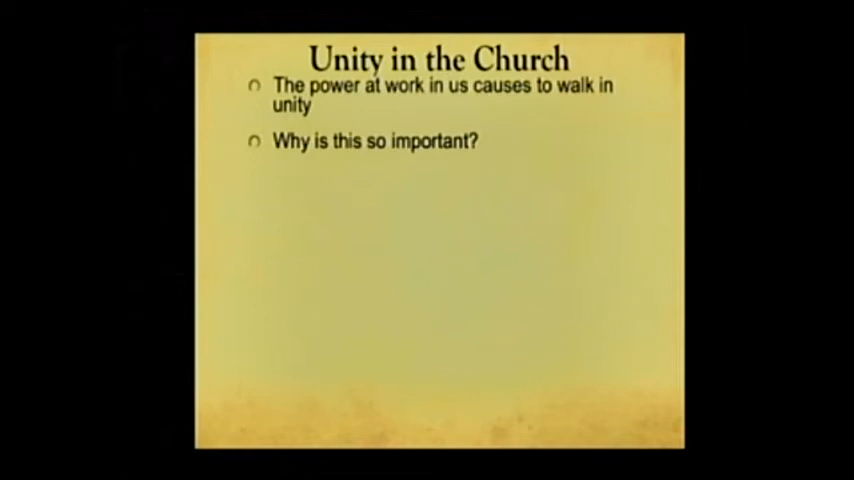 Unity in the Church
The power at work in us causes to walk in
unity
Why is this so important?